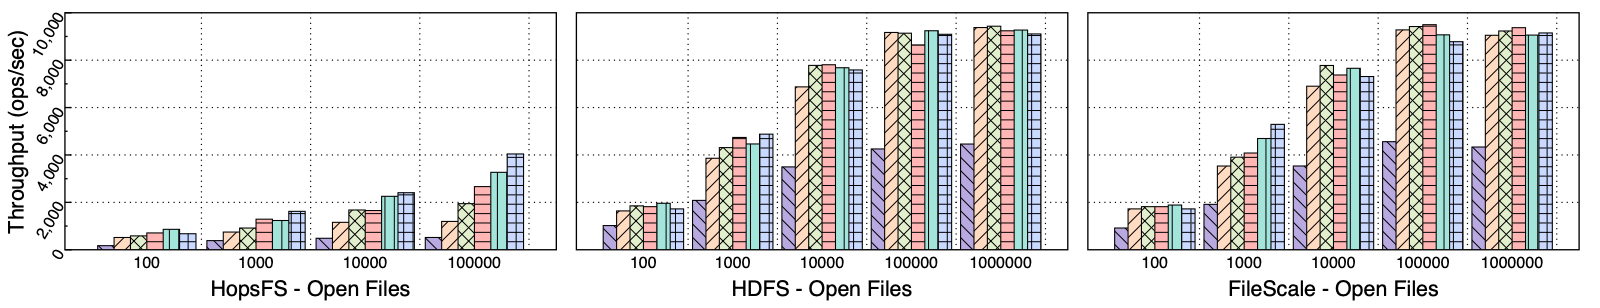 Throughput (ops/sec)
10,000
8,000
6,000
4,000
2,000
0
100 1000 10000 100000
HopsFS - Open Files
100 1000 10000 100000 1000000
HDFS - Open Files
100 1000 10000 100000 1000000
FileScale - Open Files